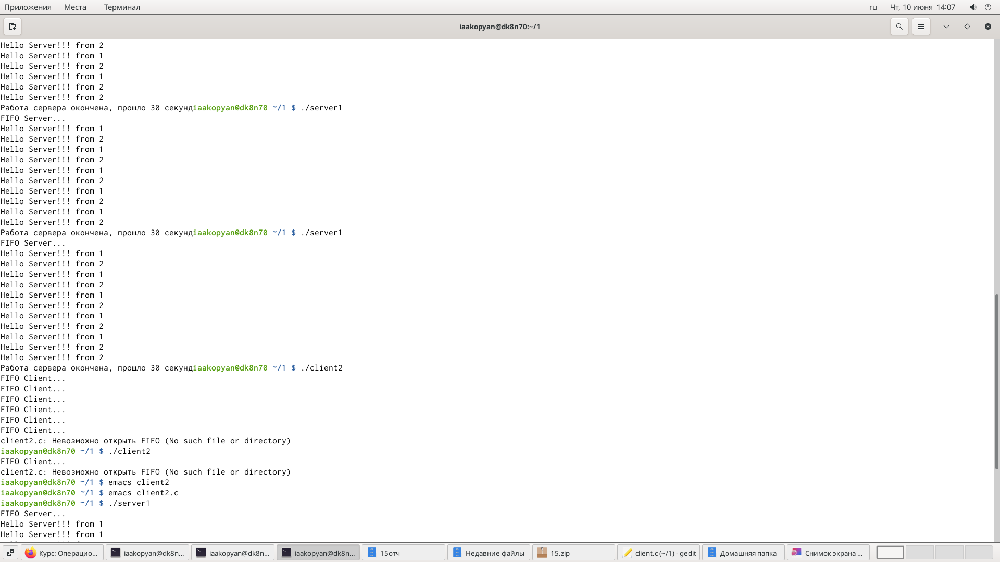 Приложения Места Терминал ru Чт, 10 июня 14:07
iaakopyan@dk8n70:~/1
Hello Server!!! from 2
Hello Server!!! from 1
Hello Server!!! from 2
Hello Server!!! from 1
Hello Server!!! from 2
Hello Server!!! from 2
Работа сервера окончена, прошло 30 секундiaakopyan@dk8n70 ~/1 $ ./server1
FIFO Server...
Hello Server!!! from 1
Hello Server!!! from 2
Hello Server!!! from 1
Hello Server!!! from 2
Hello Server!!! from 1
Hello Server!!! from 2
Hello Server!!! from 1
Hello Server!!! from 2
Hello Server!!! from 1
Hello Server!!! from 2
Работа сервера окончена, прошло 30 секундiaakopyan@dk8n70 ~/1 $ ./server1
FIFO Server...
Hello Server!!! from 1
Hello Server!!! from 2
Hello Server!!! from 1
Hello Server!!! from 2
Hello Server!!! from 1
Hello Server!!! from 2
Hello Server!!! from 1
Hello Server!!! from 2
Hello Server!!! from 1
Hello Server!!! from 2
Hello Server!!! from 2
Работа сервера окончена, прошло 30 секундiaakopyan@dk8n70 ~/1 $ ./client2
FIFO Client...
FIFO Client...
FIFO Client...
FIFO Client...
FIFO Client...
FIFO Client...
client2.c: Невозможно открыть FIFO (No such file or directory)
iaakopyan@dk8n70 ~/1 $ ./client2
FIFO Client...
client2.c: Невозможно открыть FIFO (No such file or directory)
iaakopyan@dk8n70 ~/1 $ emacs client2
iaakopyan@dk8n70 ~/1 $ emacs client2.c
iaakopyan@dk8n70 ~/1 $ ./server1
FIFO Server...
Hello Server!!! from 1
Hello Server!!! from 1
Курс: Операцио... iaakopyan@dk8n... iaakopyan@dk8n... iaakopyan@dk8n... 15отч Недавние файлы 15.zip client.c (~/1) - gedit Домашняя папка Снимок экрана ...